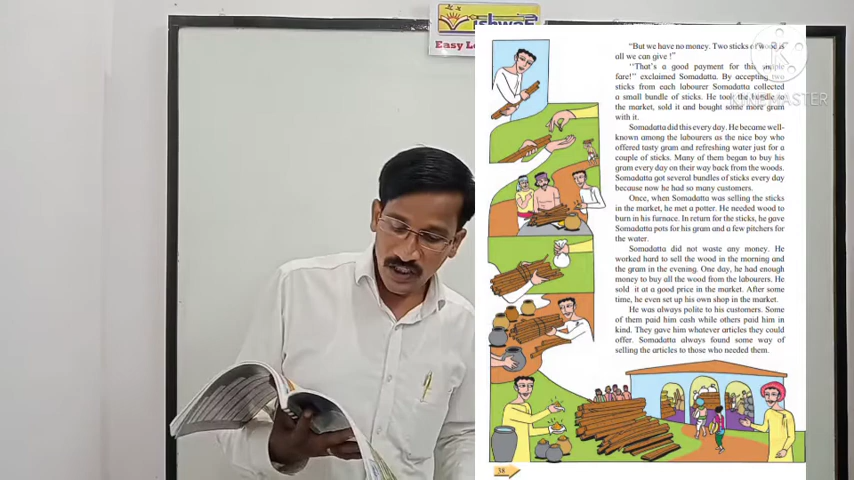 ishwar
Easy L
KINEMASTER
"But we have no money. Two sticks of wood is
all we can give !"
"That's a good payment for this simple
fare!" exclaimed Somadatta. By accepting two
sticks from each labourer Somadatta collected
a small bundle of sticks. He took the bundle to
the market, sold it and bought some more gram
with it.
Somadatta did this every day. He became well-
known among the labourers as the nice boy who
offered tasty gram and refreshing water just for a
couple of sticks. Many of them began to buy his
gram every day on their way back from the woods.
Somadatta got several bundles of sticks every day
because now he had so many customers.
Once, when Somadatta was selling the sticks
in the market, he met a potter. He needed wood to
burn in his furnace. In return for the sticks, he gave
Somadatta pots for his gram and a few pitchers for
the water.
Somadatta did not waste any money. He
worked hard to sell the wood in the morning and
the gram in the evening. One day, he had enough
money to buy all the wood from the labourers. He
sold it at a good price in the market. After some
time, he even set up his own shop in the market.
He was always polite to his customers. Some
of them paid him cash while others paid him in
kind. They gave him whatever articles they could
offer. Somadatta always found some way of
selling the articles to those who needed them.
38